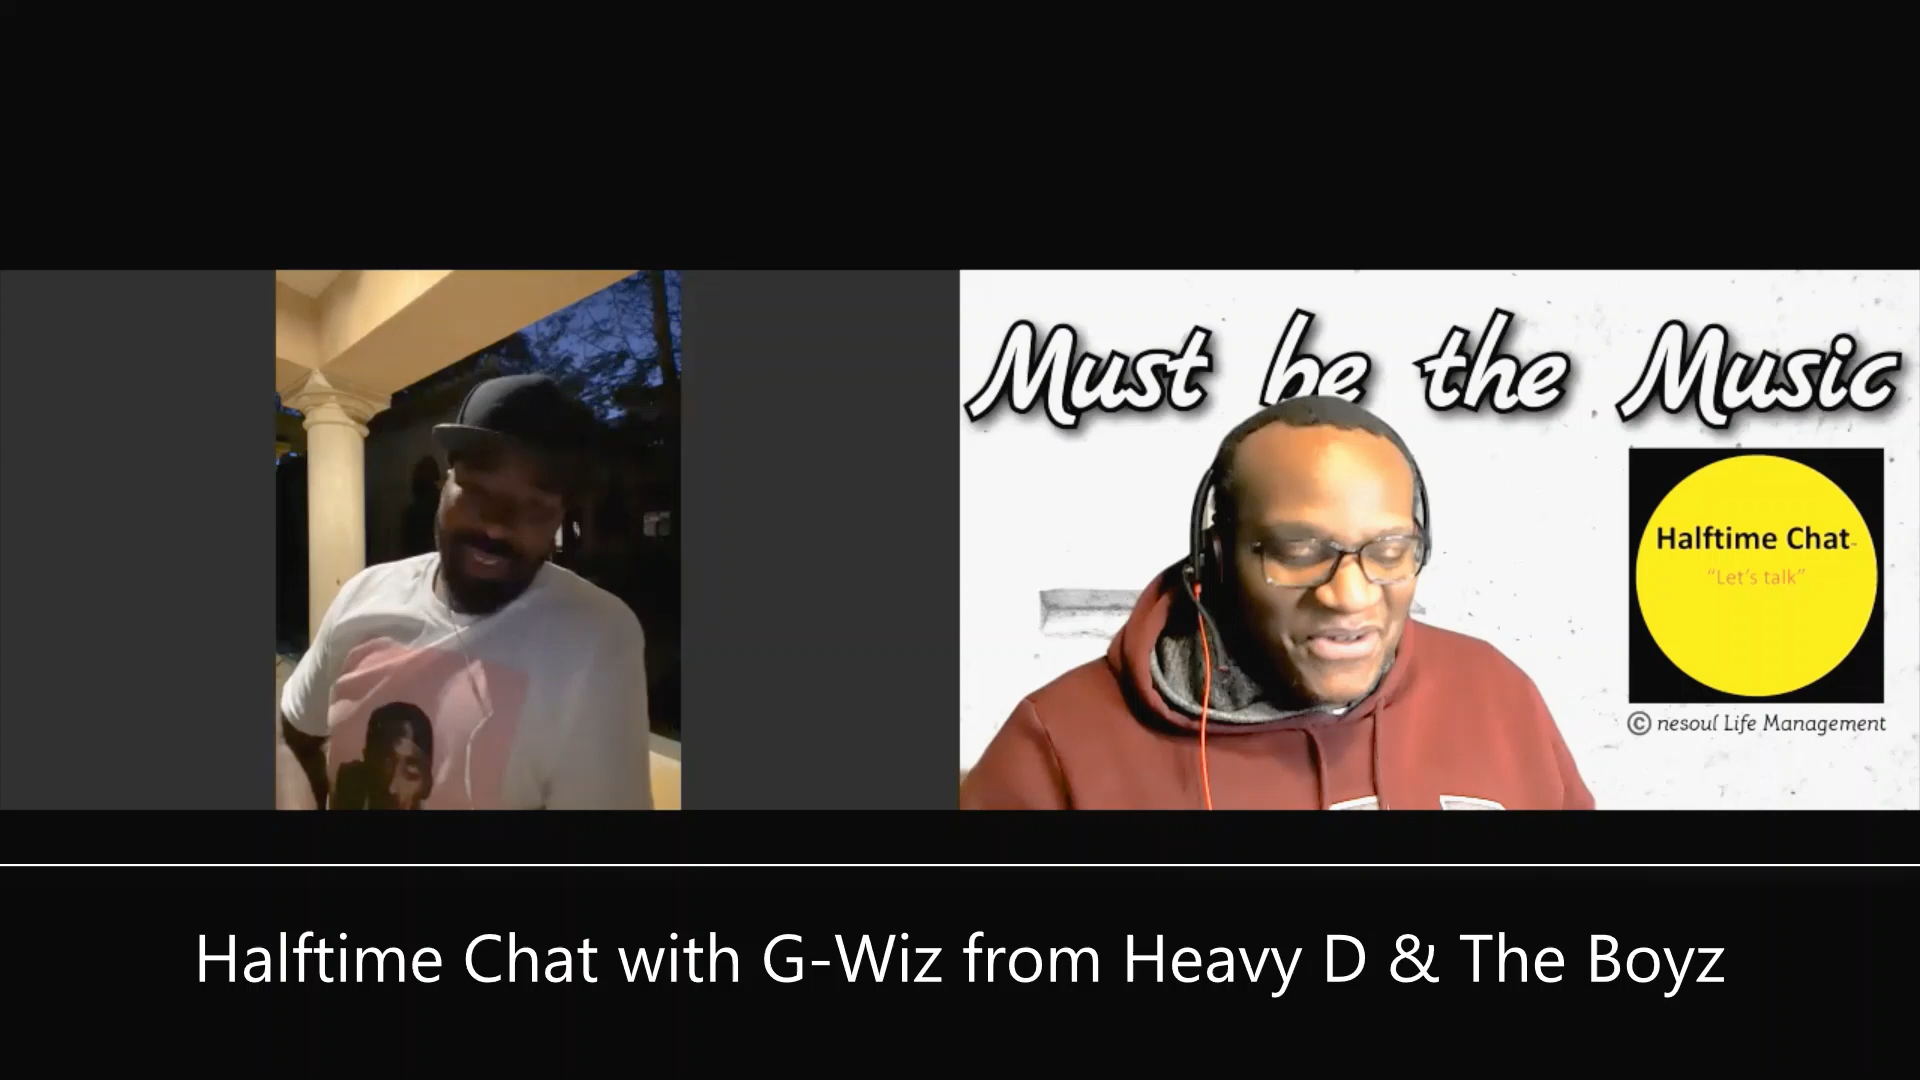 Must be the Music
Halftime Chat
"Let's talk"
© nesoul Life Management
Halftime Chat with G-Wiz from Heavy D & The Boyz